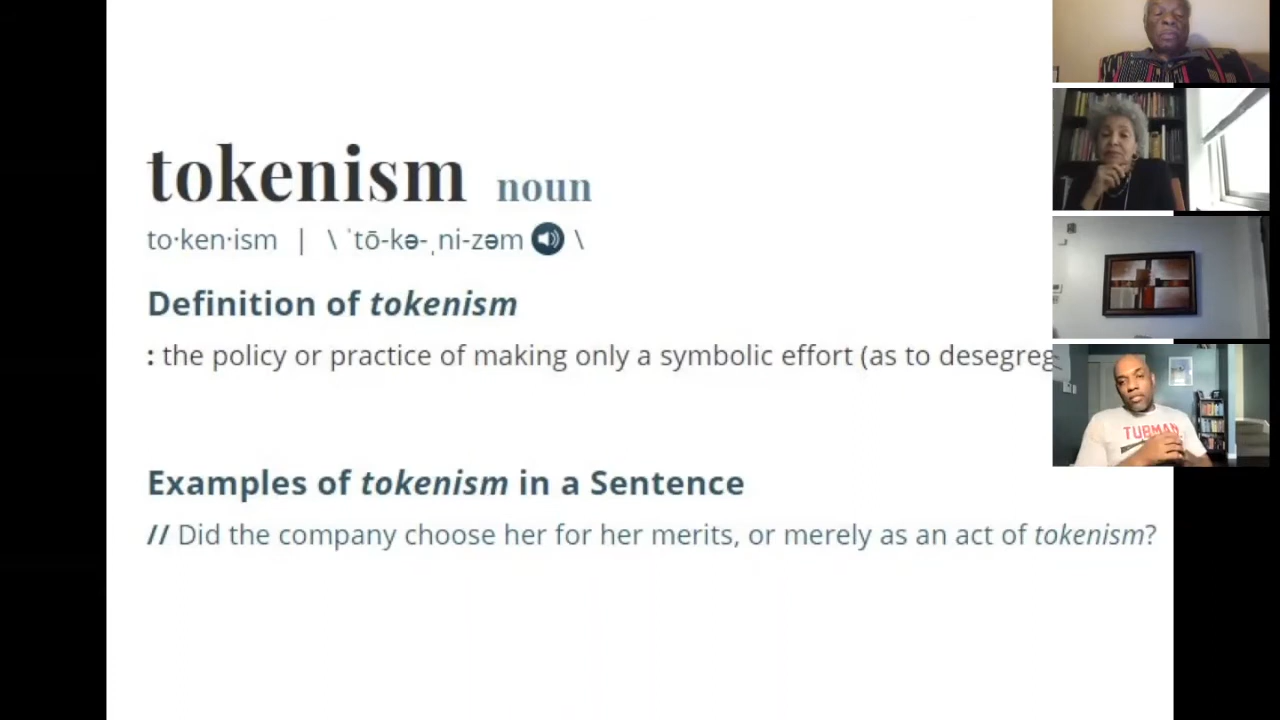 tokenism noun
to·ken·ism | \ ˈtō-kə-ˌni-zəm \
Definition of tokenism
: the policy or practice of making only a symbolic effort (as to desegreg
Examples of tokenism in a Sentence
// Did the company choose her for her merits, or merely as an act of tokenism?
TUBMAN